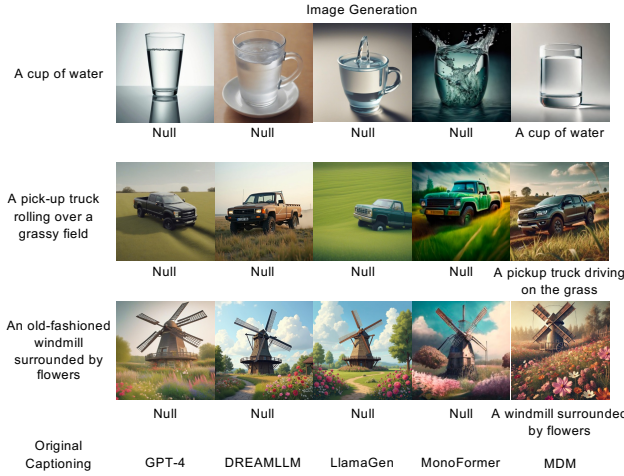 Image Generation
A cup of water
Null Null Null Null A cup of water
A pick-up truck
rolling over a
grassy field
Null Null Null Null A pickup truck driving
on the grass
An old-fashioned
windmill
surrounded by
flowers
Null Null Null Null A windmill surrounded
by flowers
Original
Captioning
GPT-4 DREAMLLM LlamaGen MonoFormer MDM